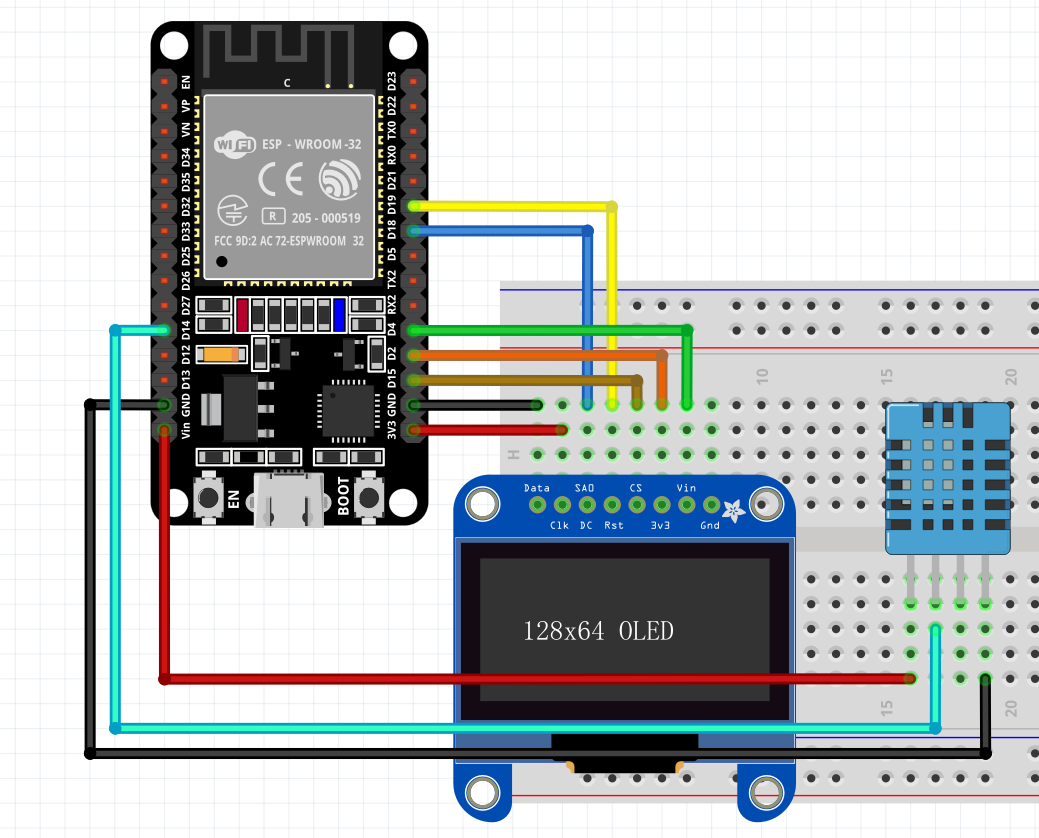 C
EN
VP
VN
D34
D35
D32
D33
D25
D26
D27
D14
D12
D13
GND
Vin
D23
D22
TX0
RX0
D21
D19
D18
D5
TX2
RX2
D4
D2
D15
GND
3V3
WiFi ESP - WROOM -32
CE
R 205 - 000519
FCC 9D:2 AC 72-ESPWROOM 32
EN
BOOT
10
15
20
H
Data SAO CS Vin
Clk DC Rst 3v3 Gnd
128x64 OLED
15
20